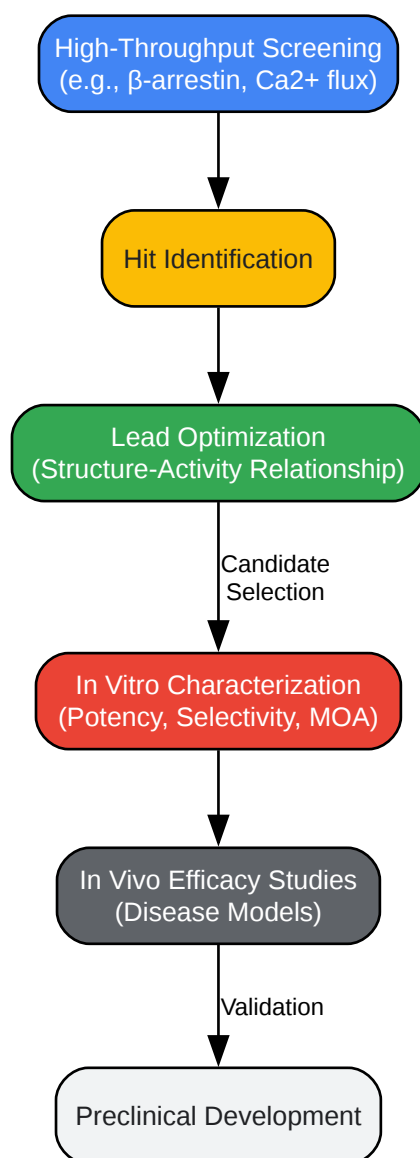 High-Throughput Screening
(e.g., β-arrestin, Ca2+ flux)
Hit Identification
Lead Optimization
(Structure-Activity Relationship)
Candidate
Selection
In Vitro Characterization
(Potency, Selectivity, MOA)
In Vivo Efficacy Studies
(Disease Models)
Validation
Preclinical Development